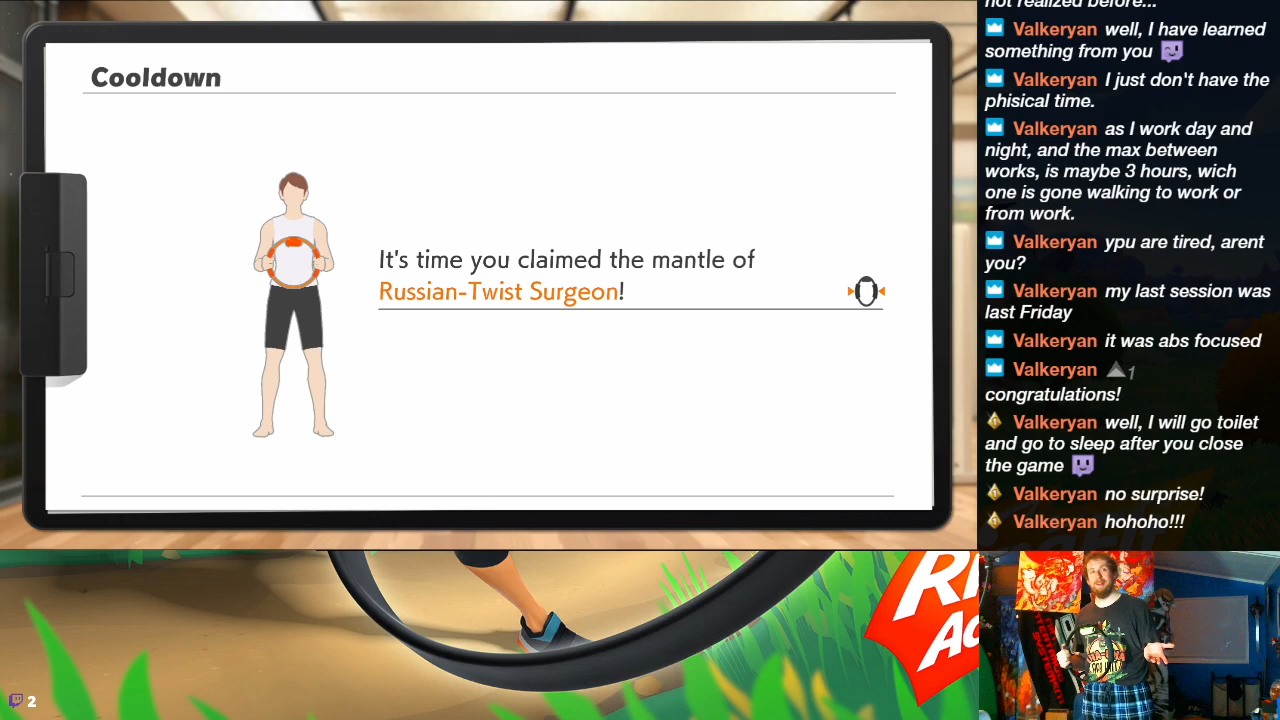 Cooldown
It's time you claimed the mantle of
Russian-Twist Surgeon!
not realized before...
Valkeryan well, I have learned
something from you
Valkeryan I just don't have the
phisical time.
Valkeryan as I work day and
night, and the max between
works, is maybe 3 hours, wich
one is gone walking to work or
from work.
Valkeryan ypu are tired, arent
you?
Valkeryan my last session was
last Friday
Valkeryan it was abs focused
Valkeryan 1
congratulations!
Valkeryan well, I will go toilet
and go to sleep after you close
the game
Valkeryan no surprise!
Valkeryan hohoho!!!
2